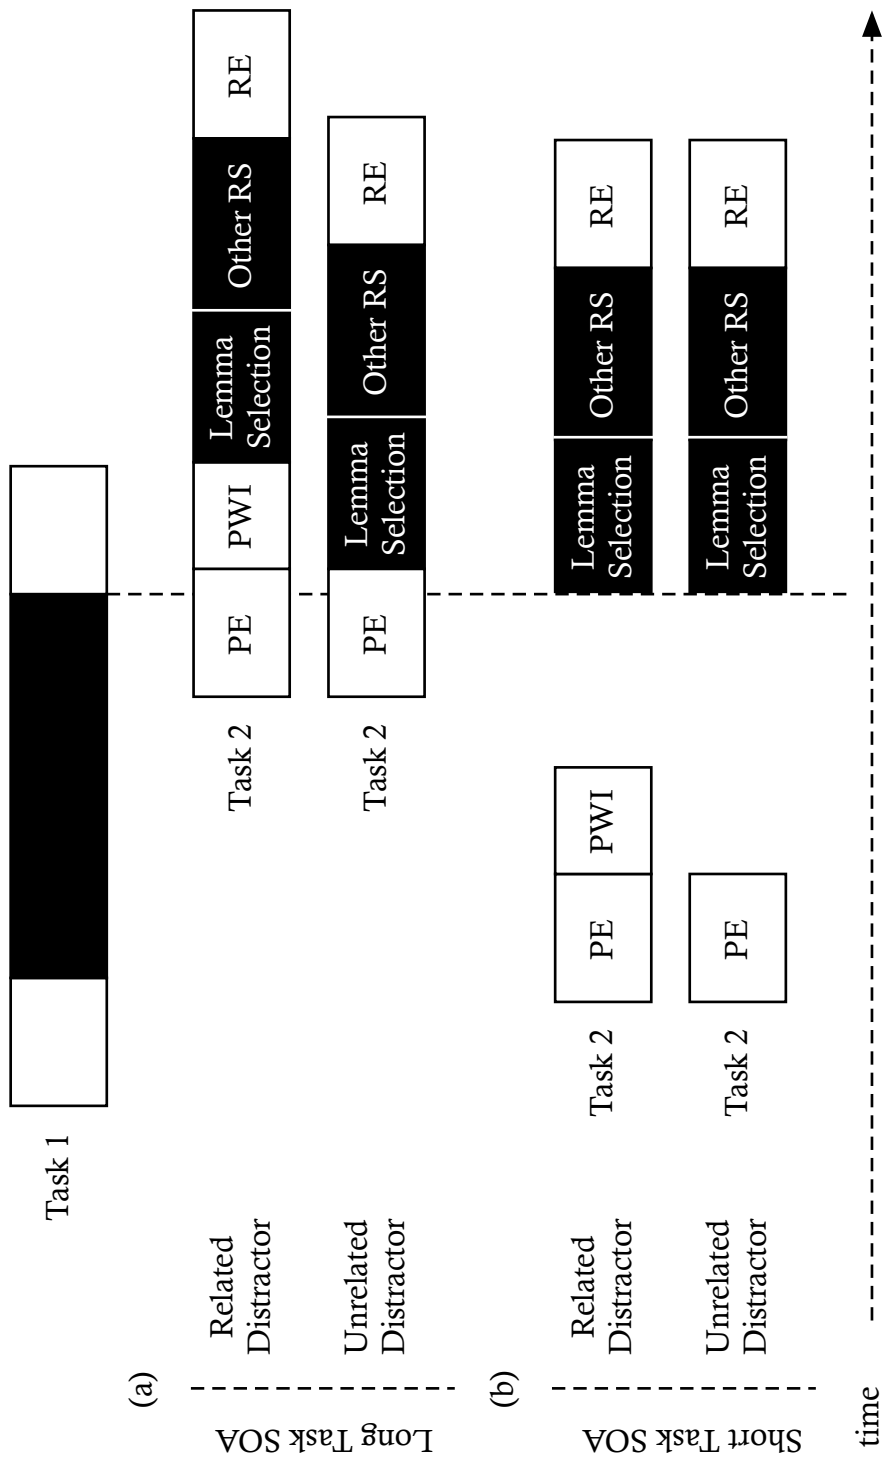 Task 1
(a)
Long Task SOA
Related
Distractor
Task 2
PE
PWI
Lemma
Selection
Other RS
RE
Unrelated
Distractor
Task 2
PE
Lemma
Selection
Other RS
RE
(b)
Short Task SOA
Related
Distractor
Task 2
PE
PWI
Lemma
Selection
Other RS
RE
Unrelated
Distractor
Task 2
PE
Lemma
Selection
Other RS
RE
time